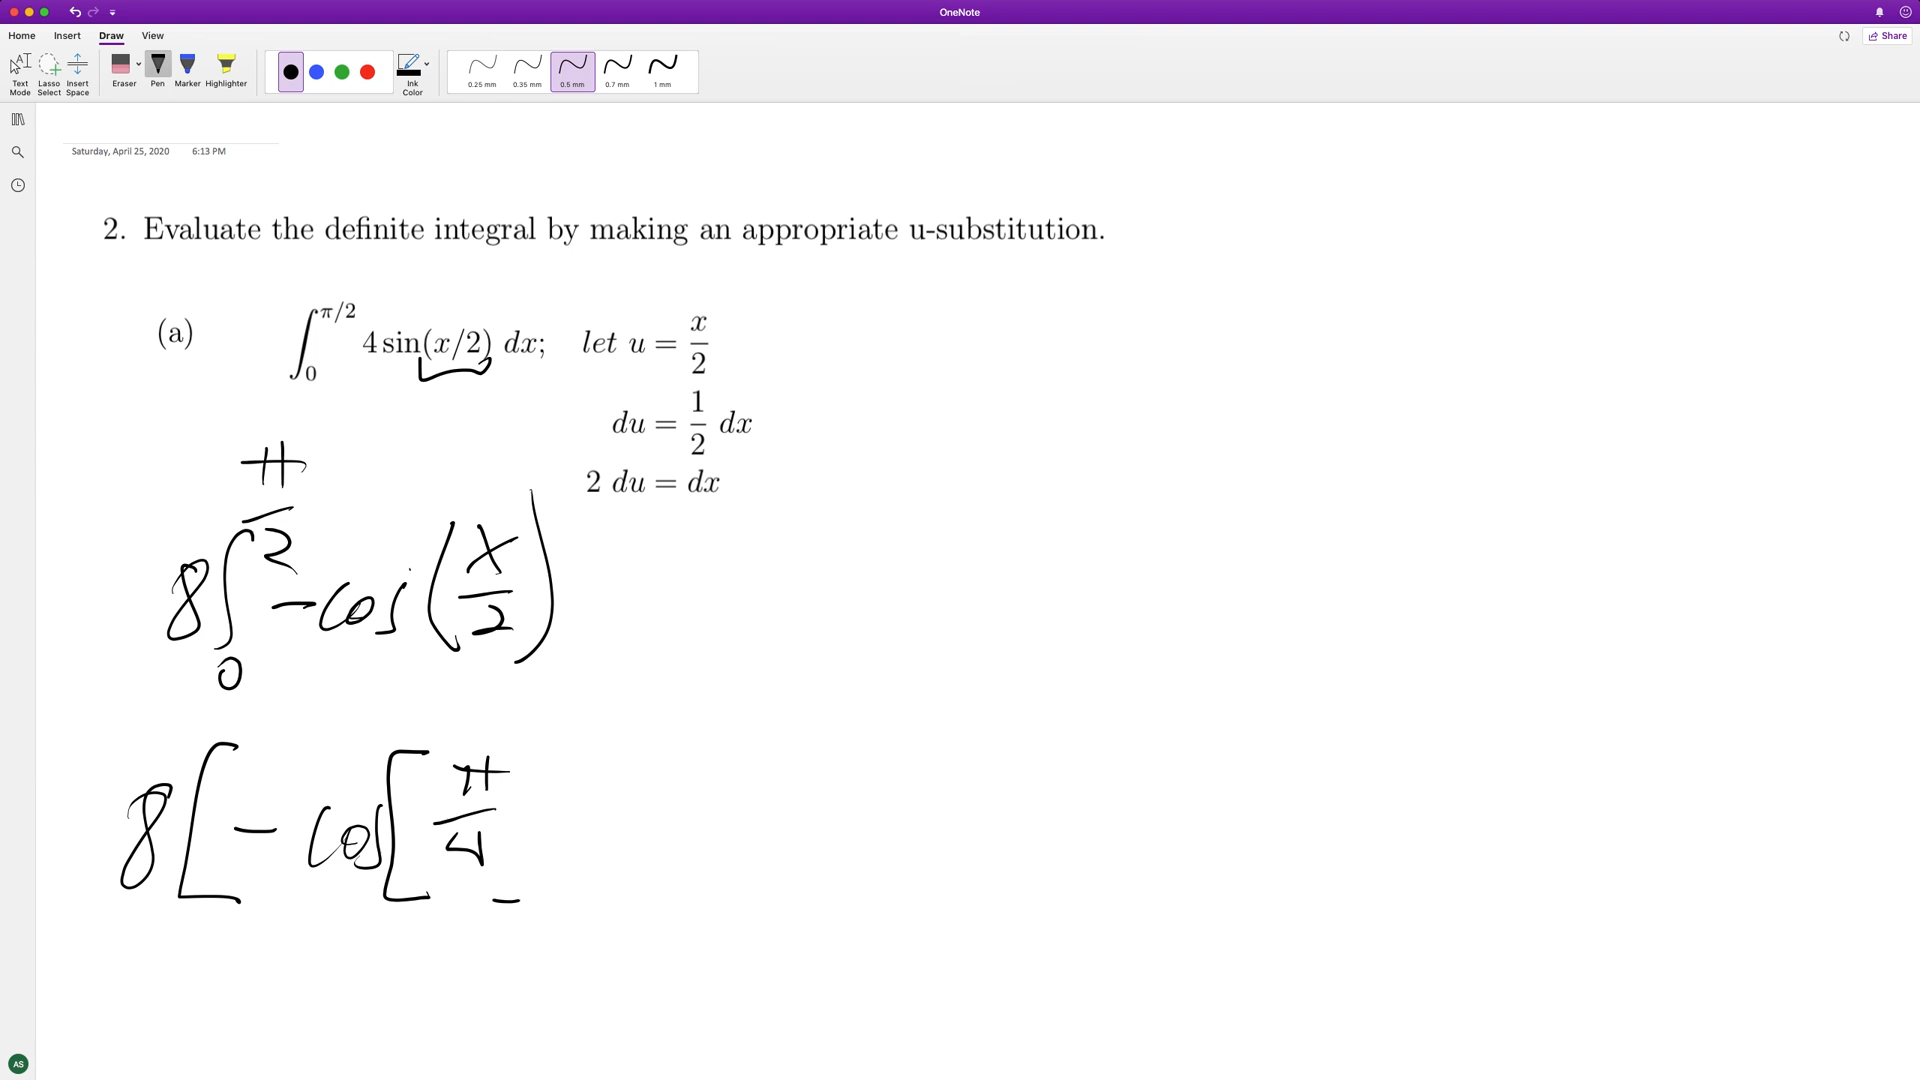 OneNote
Home Insert Draw View
Share
Text Mode Lasso Select Insert Space Eraser Pen Marker Highlighter Ink Color 0.25 mm 0.35 mm 0.5 mm 0.7 mm 1 mm
Saturday, April 25, 2020 6:13 PM
2. Evaluate the definite integral by making an appropriate u-substitution.
(a) ∫_0^{π/2} 4 sin(x/2) dx; let u = x/2
du = 1/2 dx
2 du = dx
8 ∫_0^{π/2} -cos(x/2)
8[- cos[π/4 -
AS